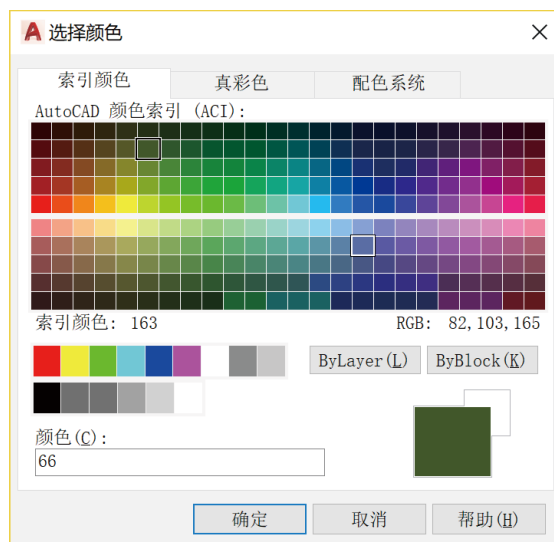 选择颜色
索引颜色 真彩色 配色系统
AutoCAD 颜色索引 (ACI):
索引颜色: 163 RGB: 82,103,165
ByLayer(L) ByBlock(K)
颜色(C):
66
确定 取消 帮助(H)